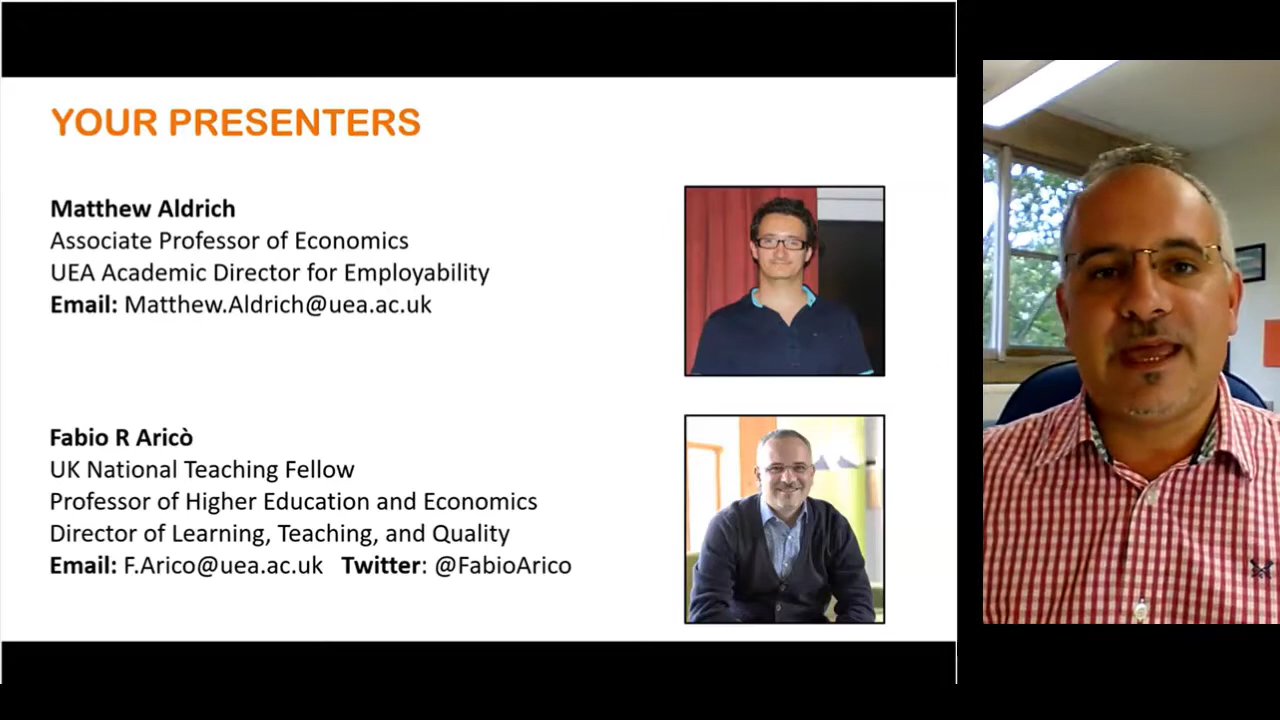 YOUR PRESENTERS
Matthew Aldrich
Associate Professor of Economics
UEA Academic Director for Employability
Email: Matthew.Aldrich@uea.ac.uk
Fabio R Aricò
UK National Teaching Fellow
Professor of Higher Education and Economics
Director of Learning, Teaching, and Quality
Email: F.Arico@uea.ac.uk Twitter: @FabioArico